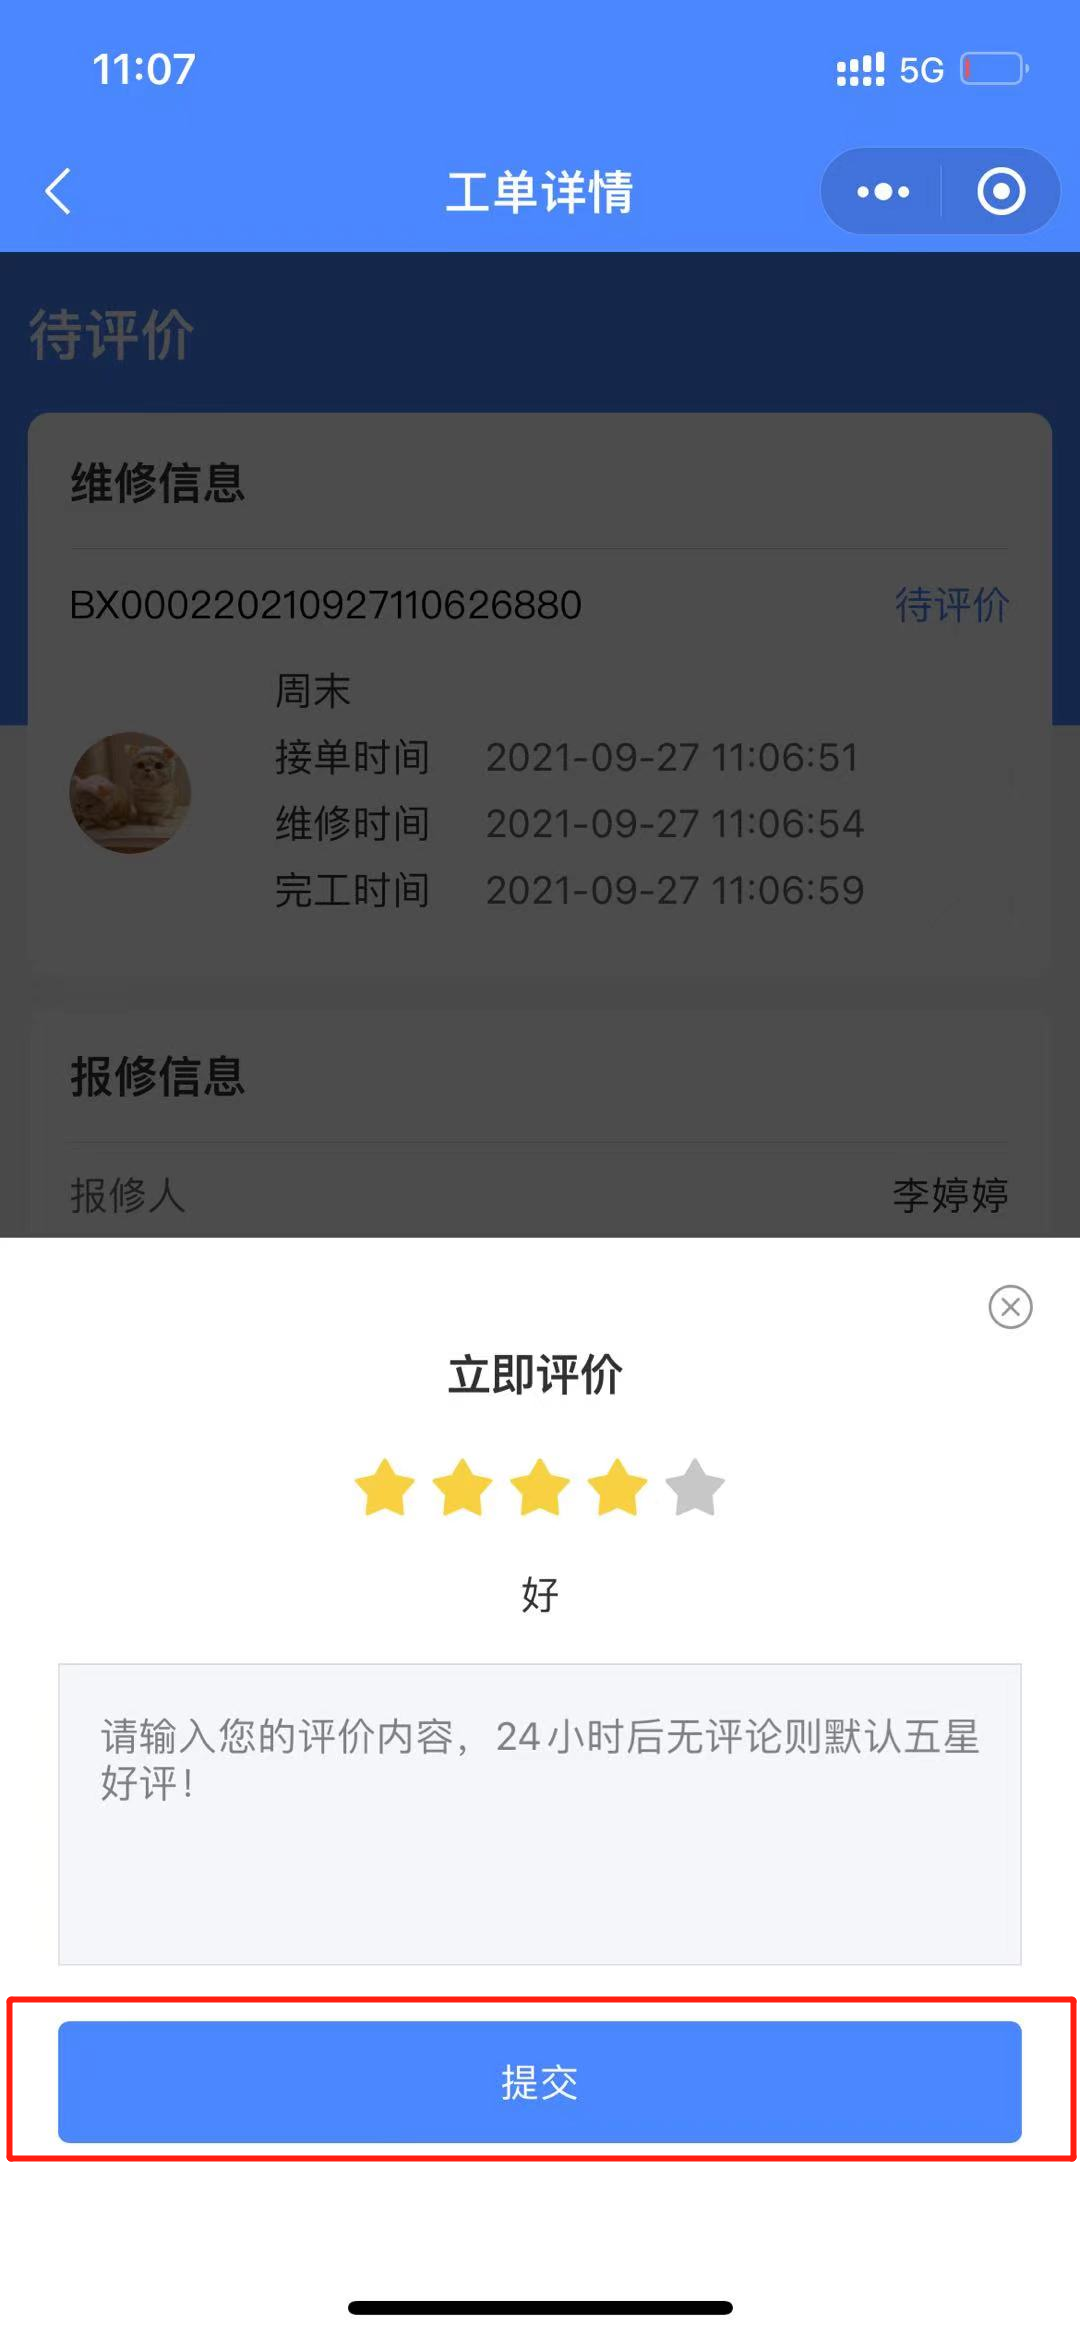 11:07
5G
工单详情
待评价
维修信息
BX000220210927110626880
待评价
周末
接单时间 2021-09-27 11:06:51
维修时间 2021-09-27 11:06:54
完工时间 2021-09-27 11:06:59
报修信息
报修人 李婷婷
立即评价
好
请输入您的评价内容，24小时后无评论则默认五星
好评！
提交